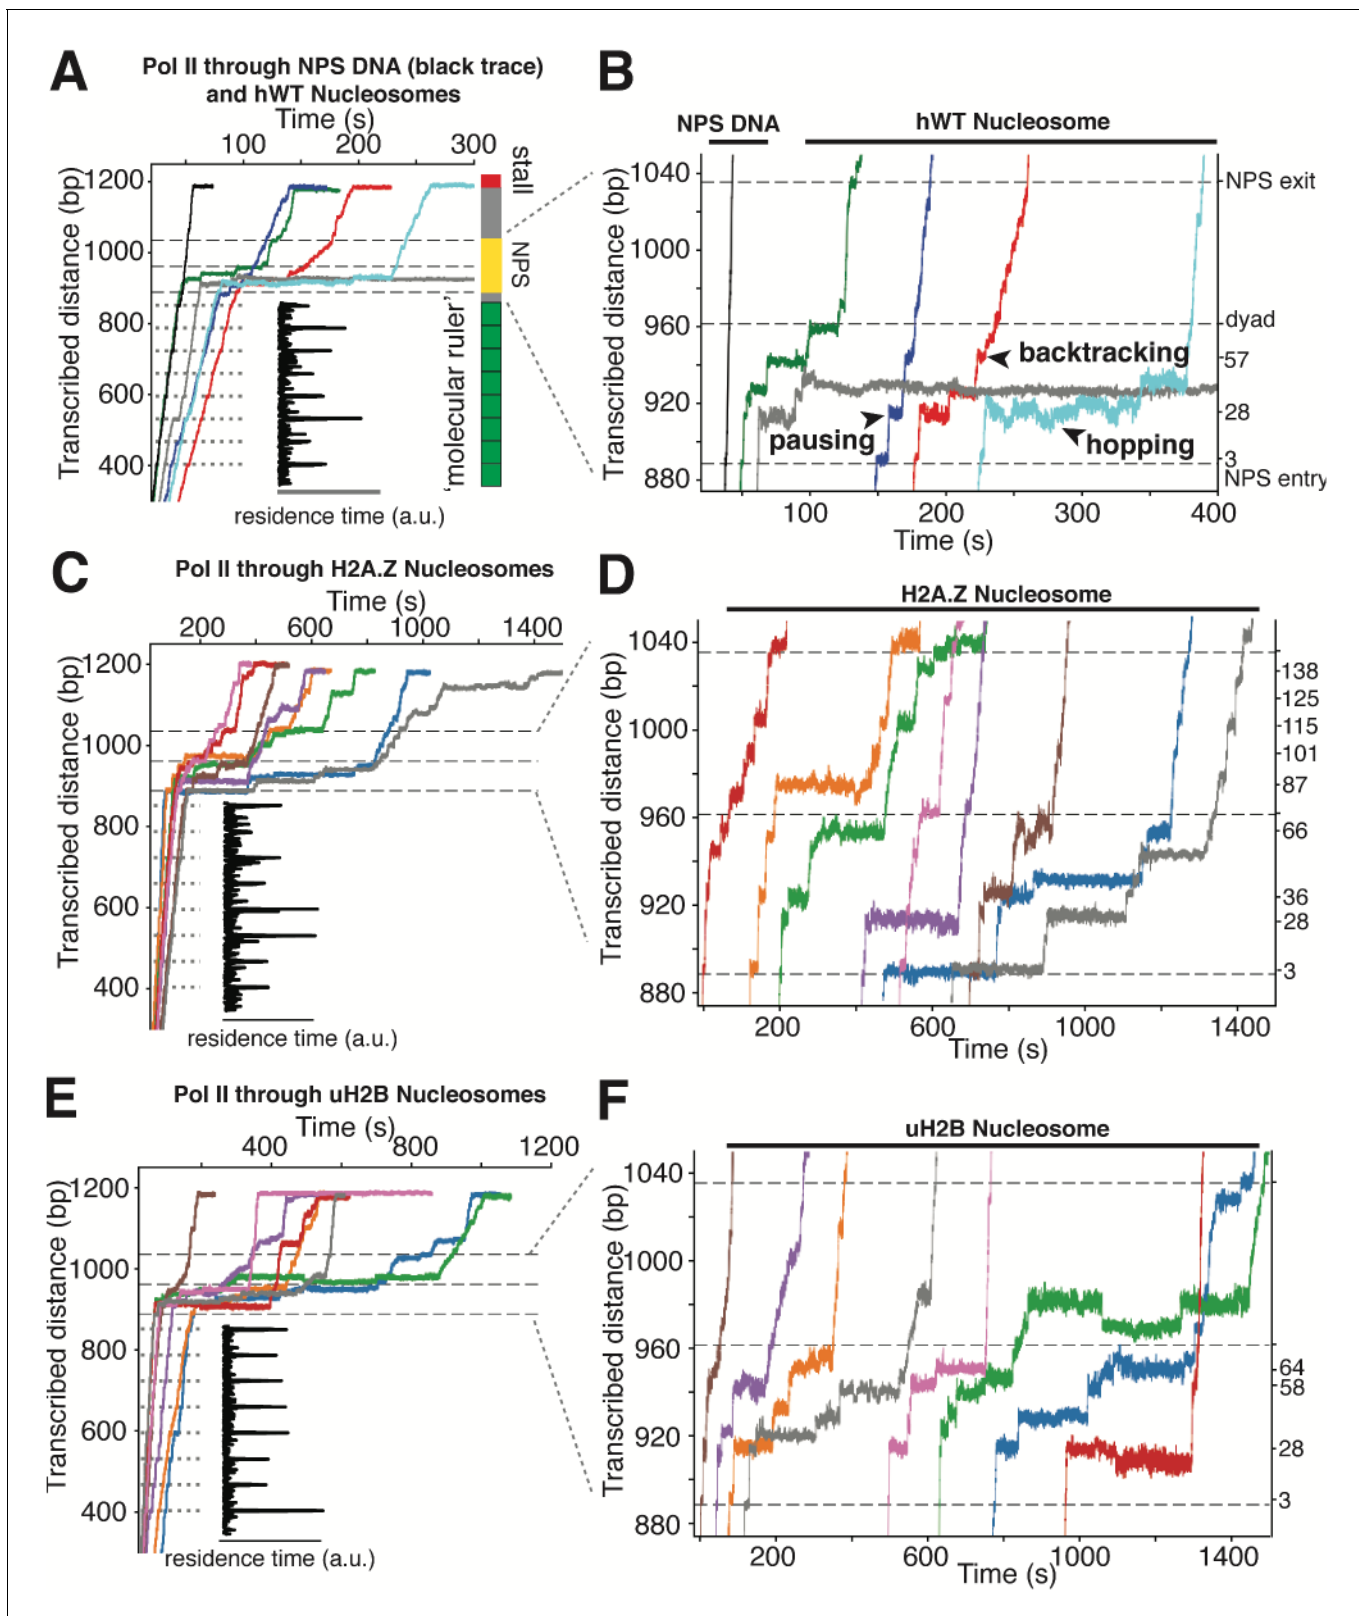 A
Pol II through NPS DNA (black trace)
and hWT Nucleosomes
Time (s)
100 200 300
Transcribed distance (bp)
1200
1000
800
600
400
stall
NPS
'molecular ruler'
residence time (a.u.)
B
NPS DNA
hWT Nucleosome
Transcribed distance (bp)
1040
1000
960
920
880
NPS exit
dyad
57
28
3
NPS entry
backtracking
pausing
hopping
100 200 300 400
Time (s)
C
Pol II through H2A.Z Nucleosomes
Time (s)
200 600 1000 1400
Transcribed distance (bp)
1200
1000
800
600
400
residence time (a.u.)
D
H2A.Z Nucleosome
Transcribed distance (bp)
1040
1000
960
920
880
138
125
115
101
87
66
36
28
3
200 600 1000 1400
Time (s)
E
Pol II through uH2B Nucleosomes
Time (s)
400 800 1200
Transcribed distance (bp)
1200
1000
800
600
400
residence time (a.u.)
F
uH2B Nucleosome
Transcribed distance (bp)
1040
1000
960
920
880
64
58
28
3
200 600 1000 1400
Time (s)